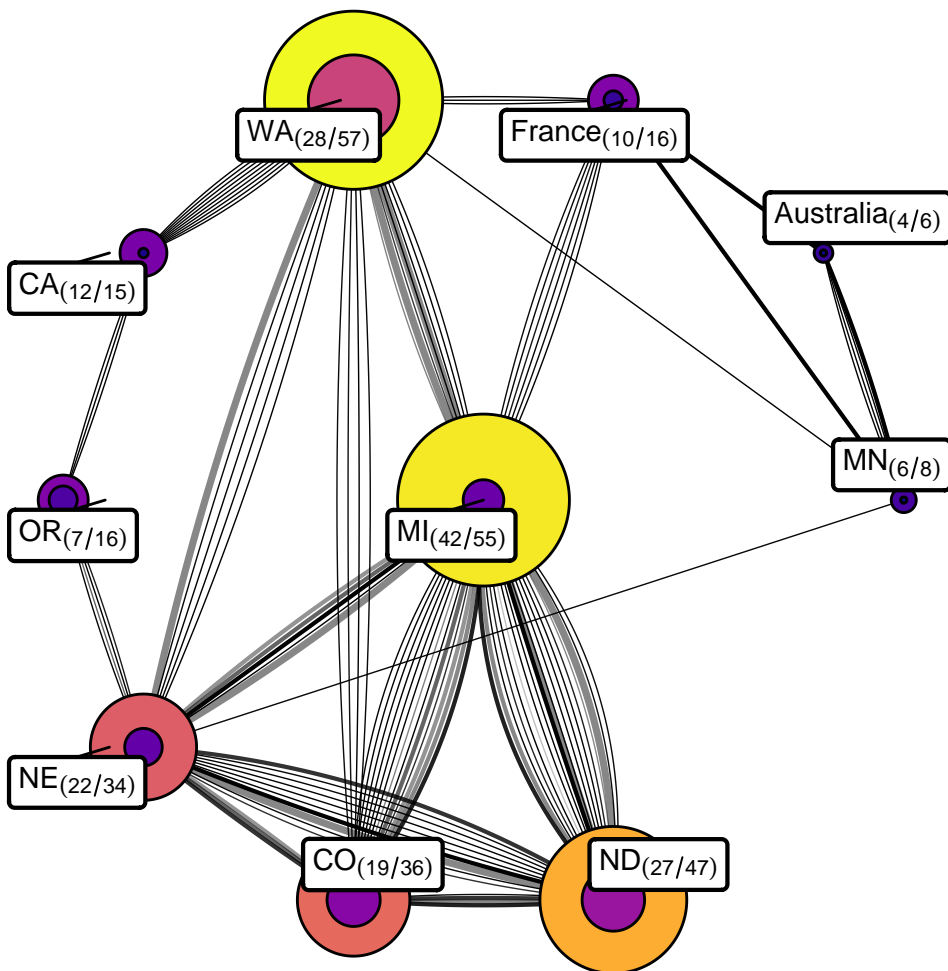 WA(28/57)
France(10/16)
Australia(4/6)
CA(12/15)
MN(6/8)
OR(7/16)
MI(42/55)
NE(22/34)
CO(19/36)
ND(27/47)